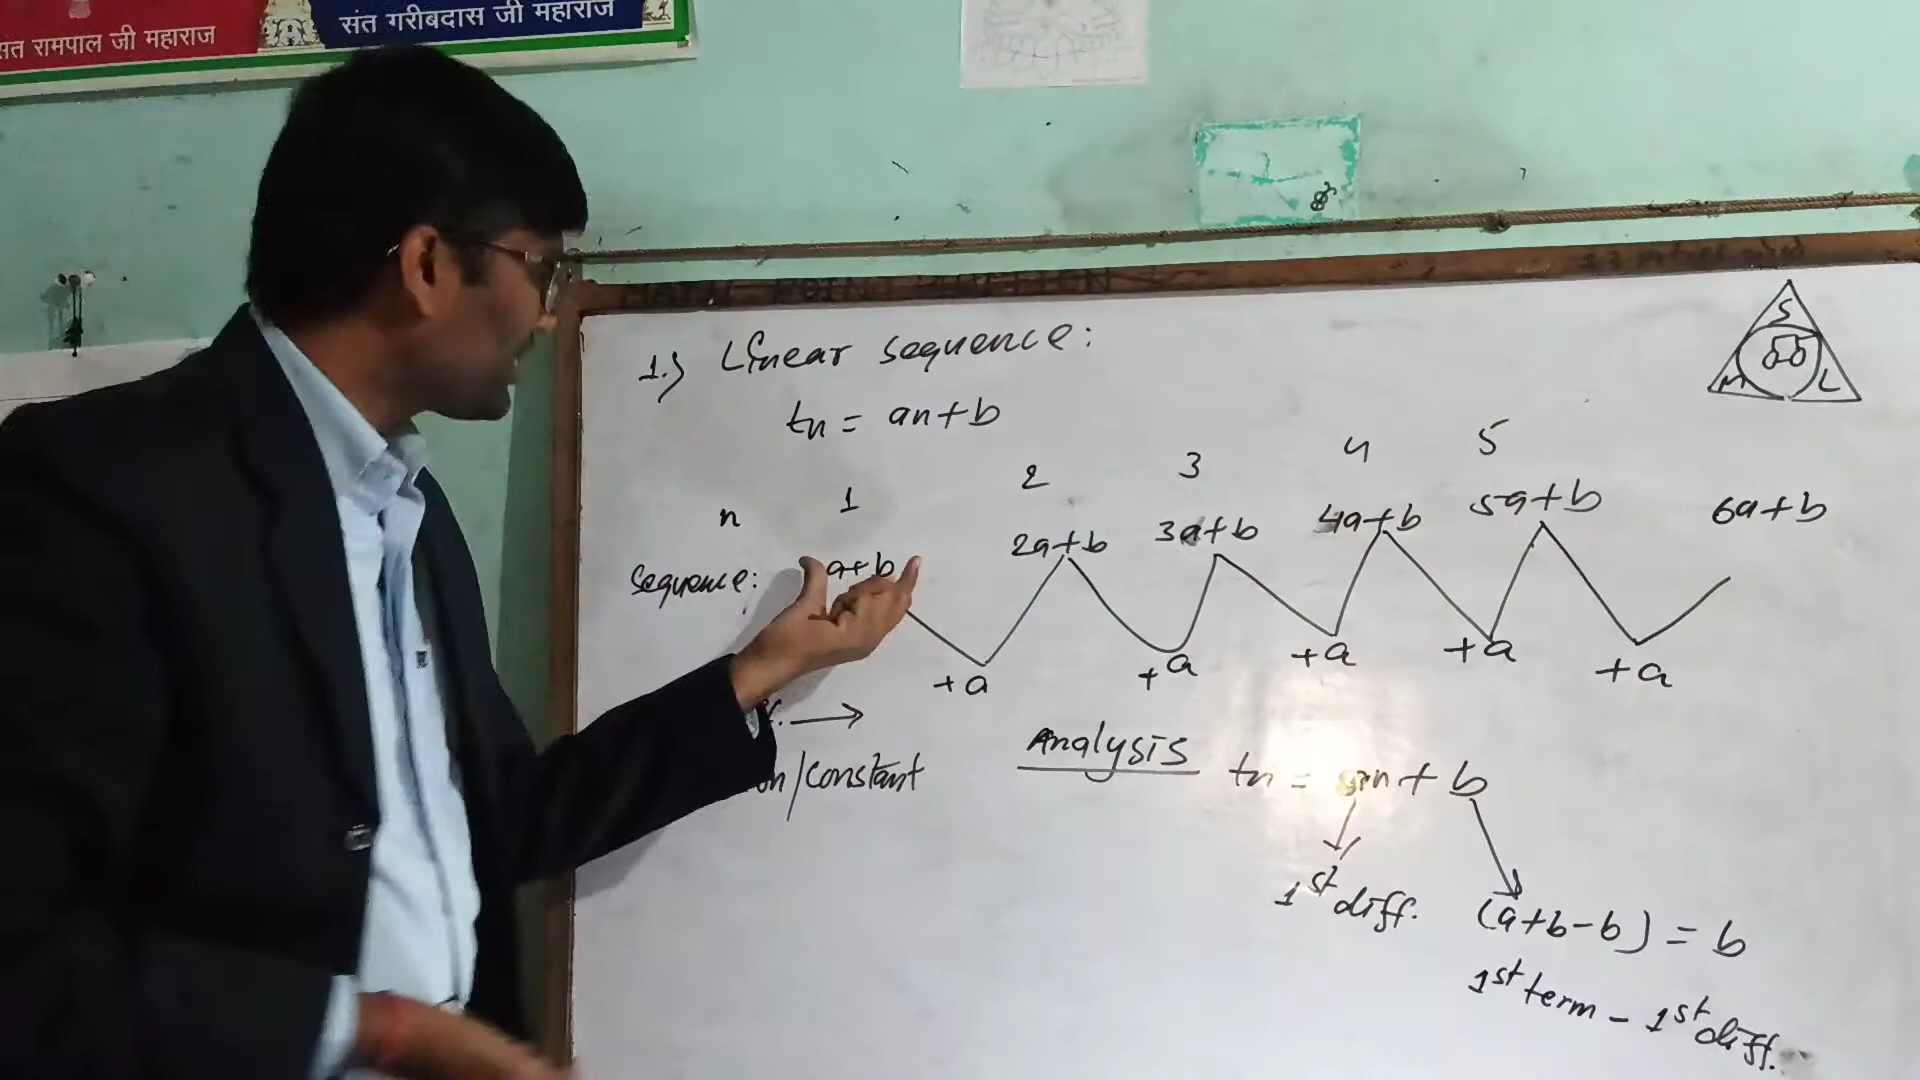 संत रामपाल जी महाराज
संत गरीबदास जी महाराज
S
M
L
1.) Linear sequence:
tn = an+b
n 1 2 3 4 5
Sequence: a+b 2a+b 3a+b 4a+b 5a+b 6a+b
+a +a +a +a +a
f. →
on/constant
Analysis tn = an + b
1st diff. (a+b-b) = b
1st term - 1st diff.